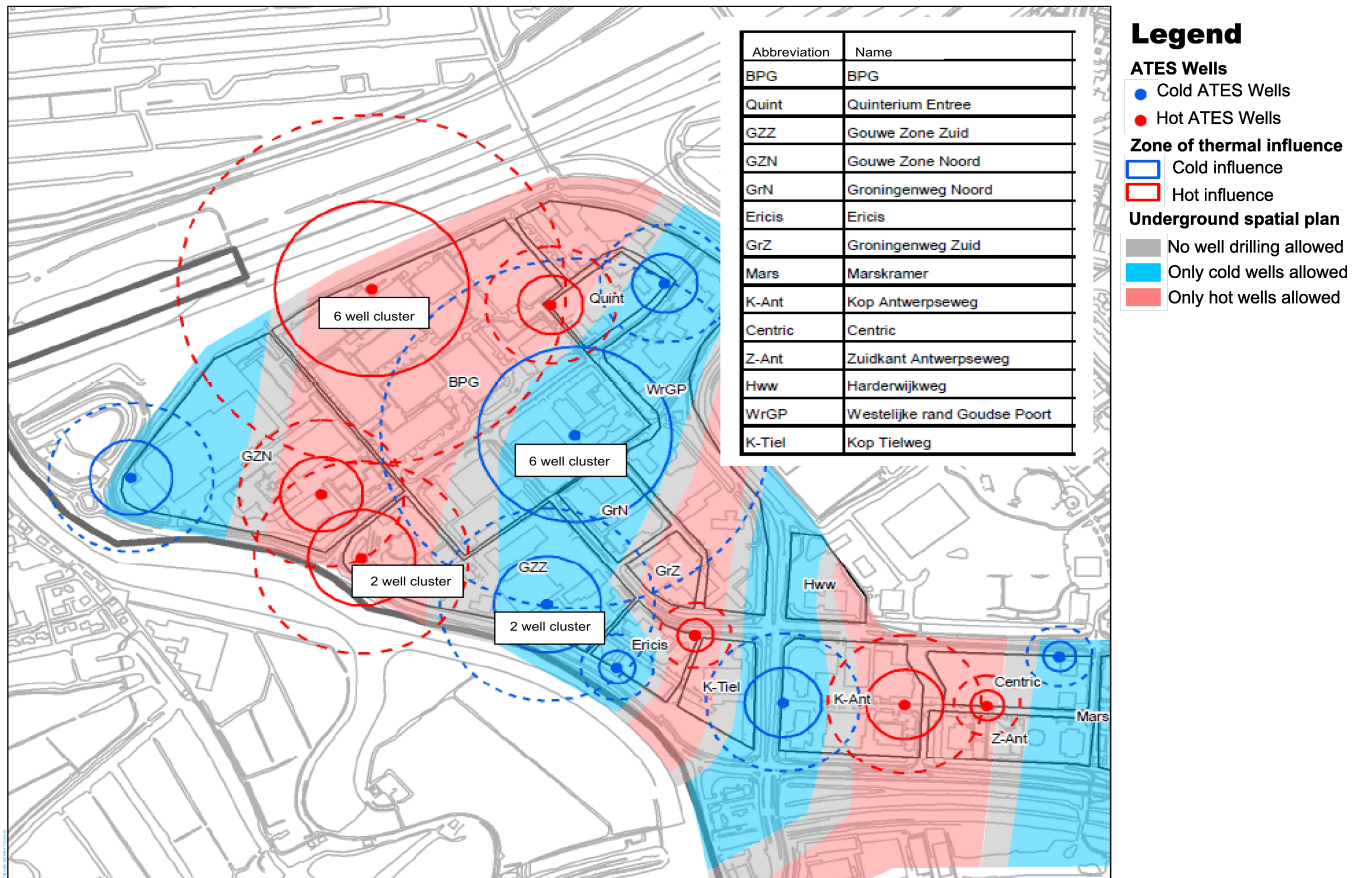 Legend
ATES Wells
Cold ATES Wells
Hot ATES Wells
Zone of thermal influence
Cold influence
Hot influence
Underground spatial plan
No well drilling allowed
Only cold wells allowed
Only hot wells allowed
Abbreviation Name
BPG BPG
Quint Quinterium Entree
GZZ Gouwe Zone Zuid
GZN Gouwe Zone Noord
GrN Groningenweg Noord
Ericis Ericis
GrZ Groningenweg Zuid
Mars Marskramer
K-Ant Kop Antwerpseweg
Centric Centric
Z-Ant Zuidkant Antwerpseweg
Hww Harderwijkweg
WrGP Westelijke rand Goudse Poort
K-Tiel Kop Tielweg
Quint
6 well cluster
BPG
WrGP
GZN
6 well cluster
GrN
GZZ
GrZ
2 well cluster
Hww
2 well cluster
Ericis
K-Tiel
K-Ant
Centric
Mars
Z-Ant